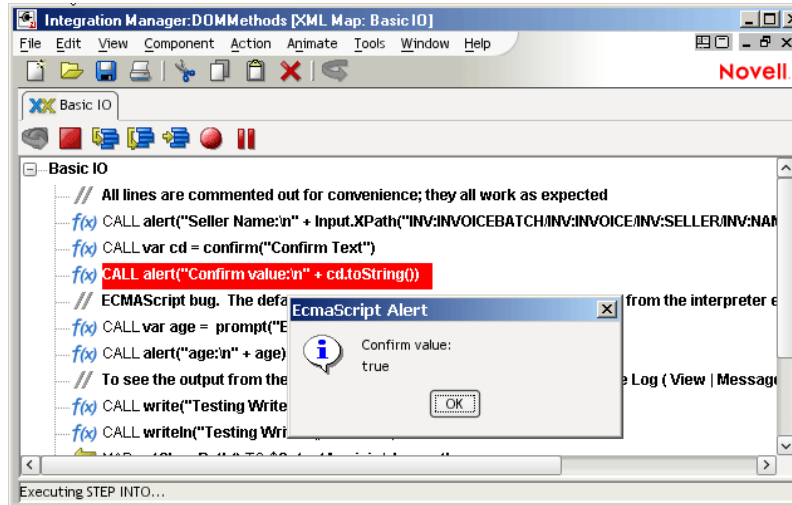 Integration Manager:DOMMethods [XML Map: Basic IO]
File Edit View Component Action Animate Tools Window Help
Novell
Basic IO
Basic IO
// All lines are commented out for convenience; they all work as expected
f(x) CALL alert("Seller Name:\n" + Input.XPath("INV:INVOICEBATCH/INV:INVOICE/INV:SELLER/INV:NAM
f(x) CALL var cd = confirm("Confirm Text")
f(x) CALL alert("Confirm value:\n" + cd.toString())
// ECMAScript bug. The defa from the interpreter e
f(x) CALL var age = prompt("E
f(x) CALL alert("age:\n" + age)
// To see the output from the e Log ( View | Message
f(x) CALL write("Testing Write
f(x) CALL writeln("Testing Wri
EcmaScript Alert
Confirm value:
true
OK
Executing STEP INTO...